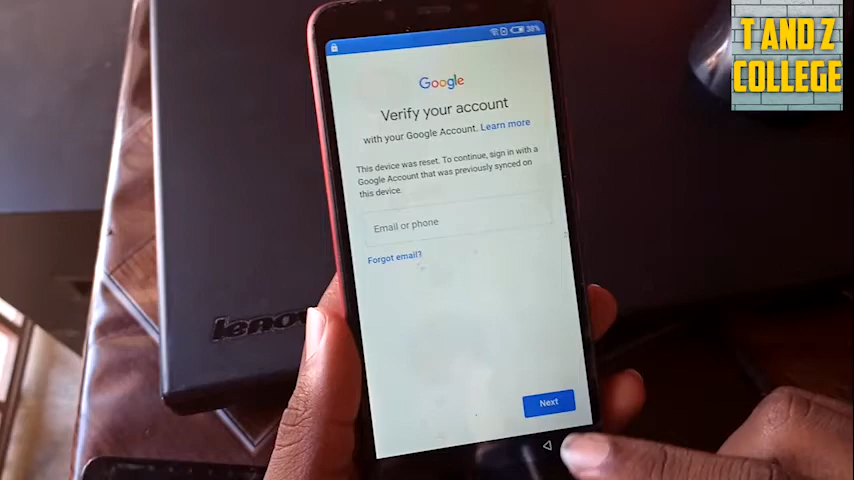 T AND Z
COLLEGE
38%
Google
Verify your account
with your Google Account. Learn more
This device was reset. To continue, sign in with a
Google Account that was previously synced on
this device.
Email or phone
Forgot email?
Next
lenovo